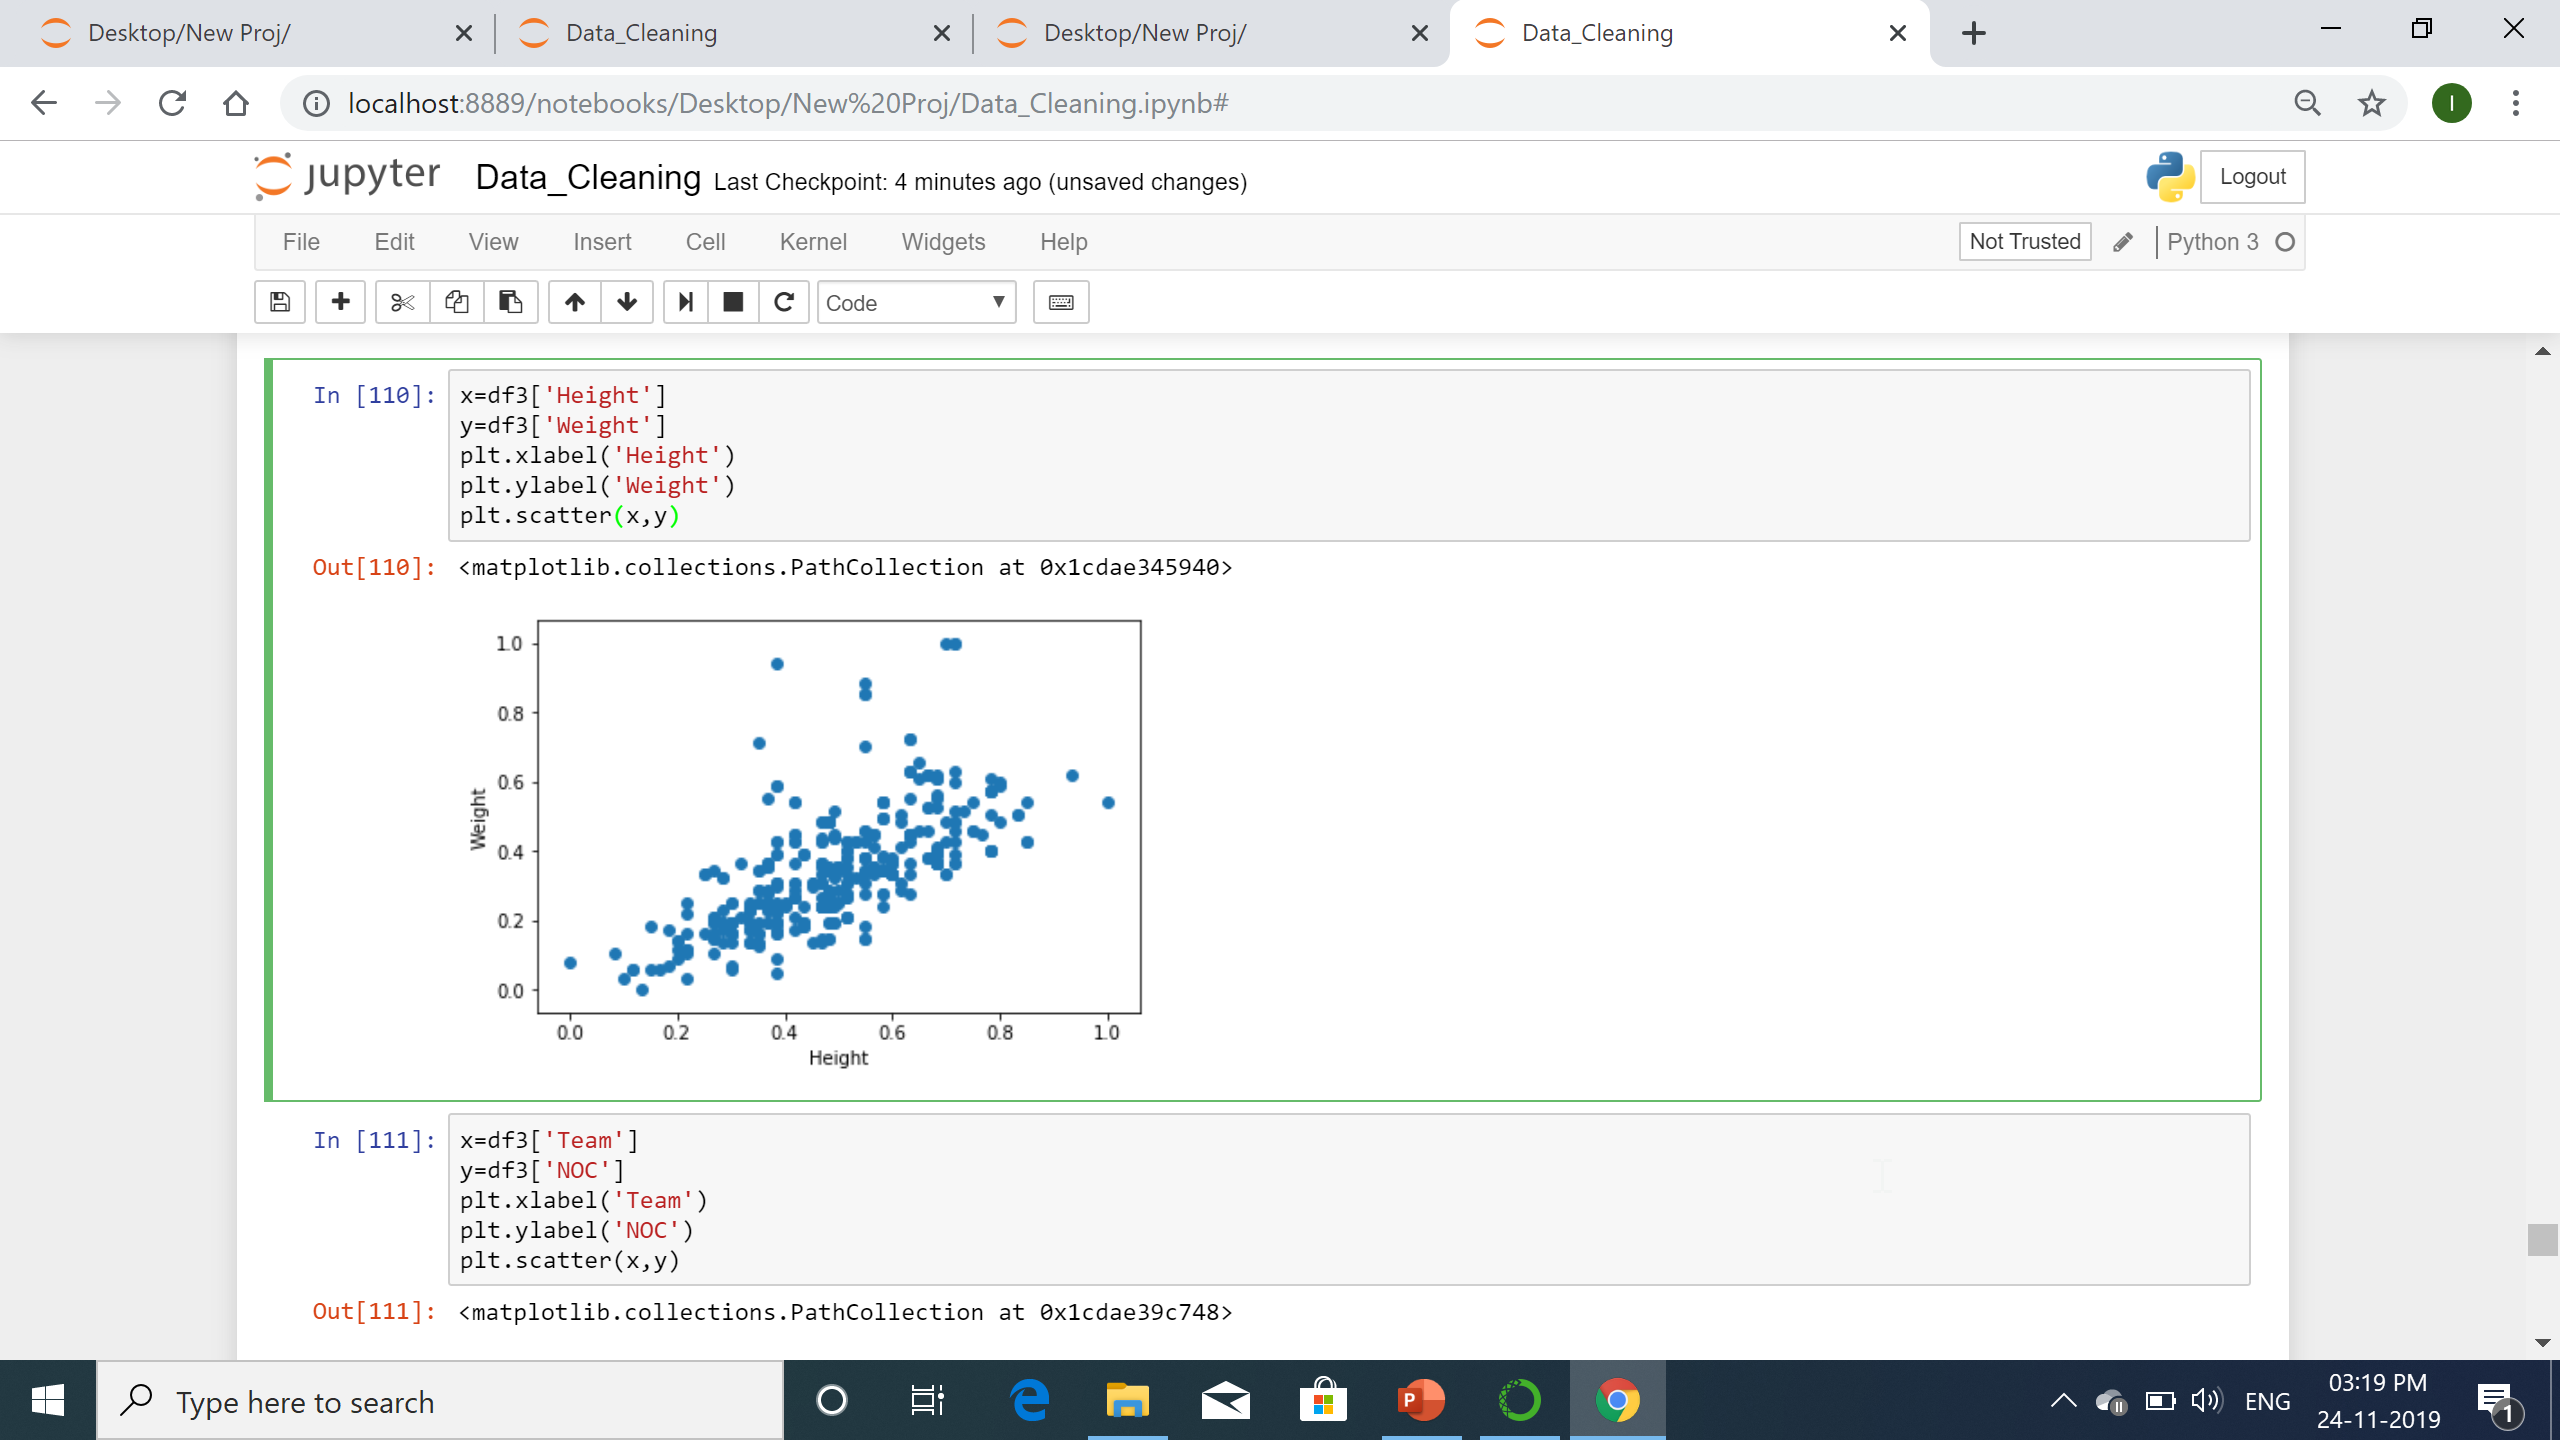 Desktop/New Proj/ Data_Cleaning Desktop/New Proj/ Data_Cleaning
localhost:8889/notebooks/Desktop/New%20Proj/Data_Cleaning.ipynb# I
jupyter Data_Cleaning Last Checkpoint: 4 minutes ago (unsaved changes) Logout
File Edit View Insert Cell Kernel Widgets Help Not Trusted Python 3
Code
In [110]: x=df3['Height']
y=df3['Weight']
plt.xlabel('Height')
plt.ylabel('Weight')
plt.scatter(x,y)
Out[110]: <matplotlib.collections.PathCollection at 0x1cdae345940>
1.0
0.8
0.6
0.4
0.2
0.0
Weight
0.0 0.2 0.4 0.6 0.8 1.0
Height
In [111]: x=df3['Team']
y=df3['NOC']
plt.xlabel('Team')
plt.ylabel('NOC')
plt.scatter(x,y)
Out[111]: <matplotlib.collections.PathCollection at 0x1cdae39c748>
Type here to search P ENG 03:19 PM
24-11-2019 1